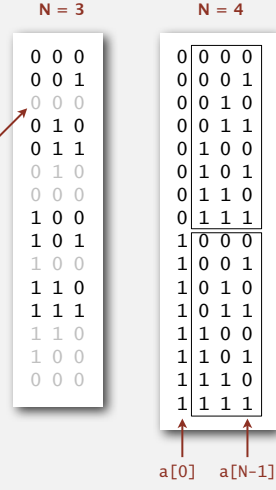 N = 3
0 0 0
0 0 1
0 0 0
0 1 0
0 1 1
0 1 0
0 0 0
1 0 0
1 0 1
1 0 0
1 1 0
1 1 1
1 1 0
1 0 0
0 0 0
N = 4
0 0 0 0
0 0 0 1
0 0 1 0
0 0 1 1
0 1 0 0
0 1 0 1
0 1 1 0
0 1 1 1
1 0 0 0
1 0 0 1
1 0 1 0
1 0 1 1
1 1 0 0
1 1 0 1
1 1 1 0
1 1 1 1
a[0] a[N-1]